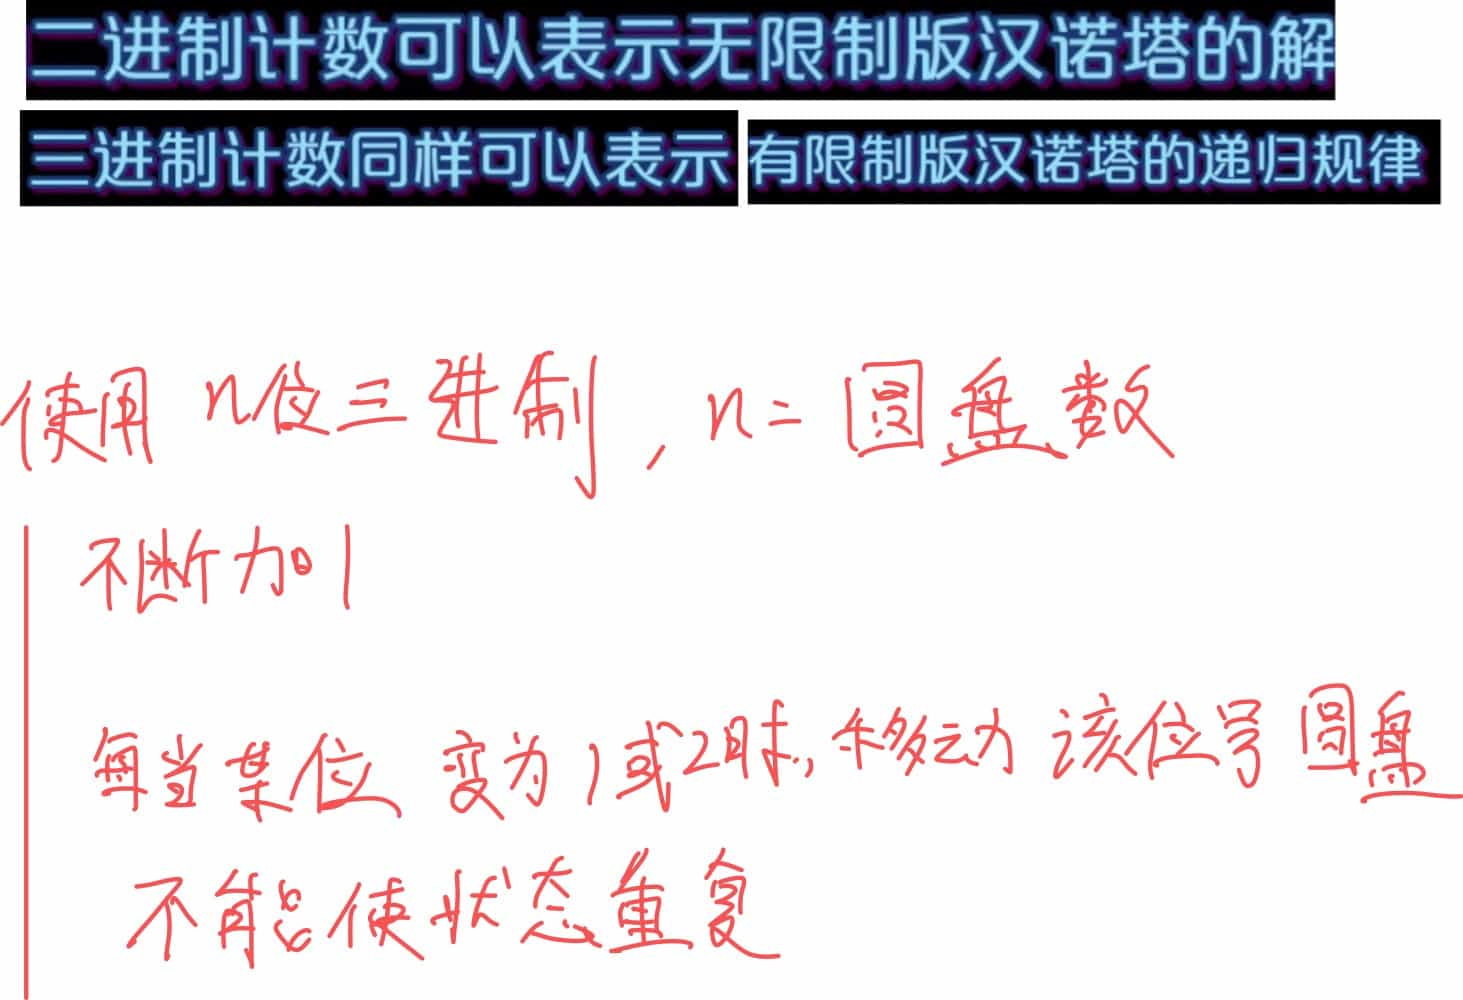 二进制计数可以表示无限制版汉诺塔的解
三进制计数同样可以表示 有限制版汉诺塔的递归规律
使用 n位三进制, n=圆盘数
不断加1
每当某位 变为1或2时, 移动 该位号 圆盘
不能使状态重复